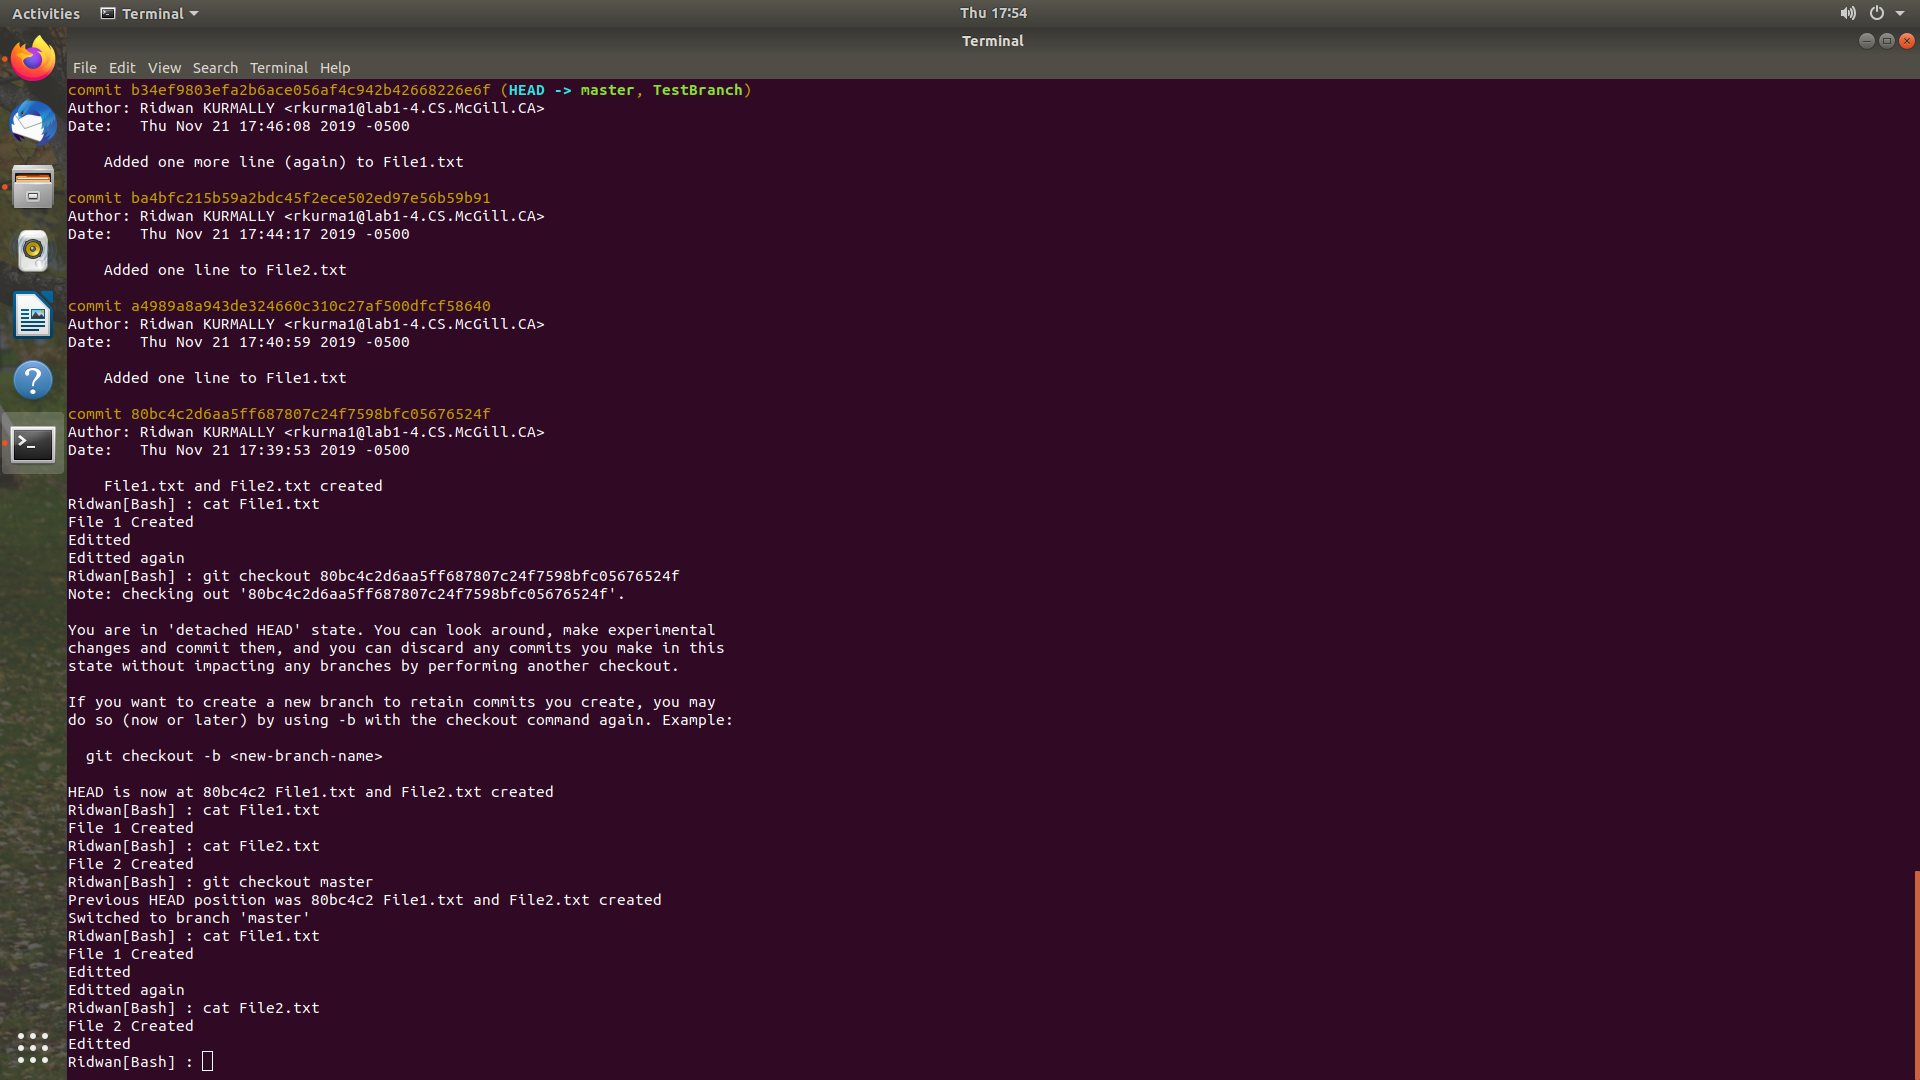 Activities Terminal Thu 17:54
Terminal
File Edit View Search Terminal Help
commit b34ef9803efa2b6ace056af4c942b42668226e6f (HEAD -> master, TestBranch)
Author: Ridwan KURMALLY <rkurma1@lab1-4.CS.McGill.CA>
Date:   Thu Nov 21 17:46:08 2019 -0500
    Added one more line (again) to File1.txt
commit ba4bfc215b59a2bdc45f2ece502ed97e56b59b91
Author: Ridwan KURMALLY <rkurma1@lab1-4.CS.McGill.CA>
Date:   Thu Nov 21 17:44:17 2019 -0500
    Added one line to File2.txt
commit a4989a8a943de324660c310c27af500dfcf58640
Author: Ridwan KURMALLY <rkurma1@lab1-4.CS.McGill.CA>
Date:   Thu Nov 21 17:40:59 2019 -0500
    Added one line to File1.txt
commit 80bc4c2d6aa5ff687807c24f7598bfc05676524f
Author: Ridwan KURMALLY <rkurma1@lab1-4.CS.McGill.CA>
Date:   Thu Nov 21 17:39:53 2019 -0500
    File1.txt and File2.txt created
Ridwan[Bash] : cat File1.txt
File 1 Created
Editted
Editted again
Ridwan[Bash] : git checkout 80bc4c2d6aa5ff687807c24f7598bfc05676524f
Note: checking out '80bc4c2d6aa5ff687807c24f7598bfc05676524f'.
You are in 'detached HEAD' state. You can look around, make experimental
changes and commit them, and you can discard any commits you make in this
state without impacting any branches by performing another checkout.
If you want to create a new branch to retain commits you create, you may
do so (now or later) by using -b with the checkout command again. Example:
  git checkout -b <new-branch-name>
HEAD is now at 80bc4c2 File1.txt and File2.txt created
Ridwan[Bash] : cat File1.txt
File 1 Created
Ridwan[Bash] : cat File2.txt
File 2 Created
Ridwan[Bash] : git checkout master
Previous HEAD position was 80bc4c2 File1.txt and File2.txt created
Switched to branch 'master'
Ridwan[Bash] : cat File1.txt
File 1 Created
Editted
Editted again
Ridwan[Bash] : cat File2.txt
File 2 Created
Editted
Ridwan[Bash] :